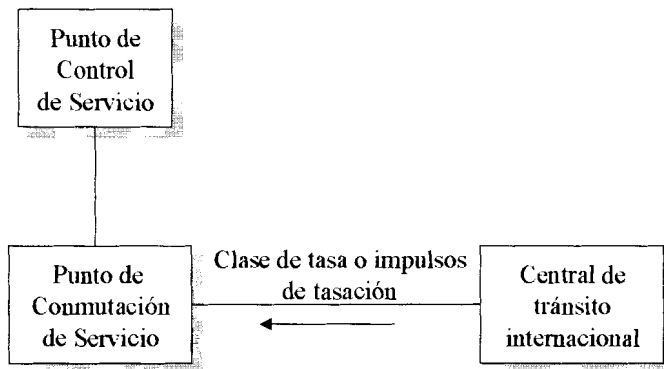 Punto de
Control
de Servicio
Punto de
Conmutación
de Servicio
Clase de tasa o impulsos
de tasación
Central de
tránsito
internacional